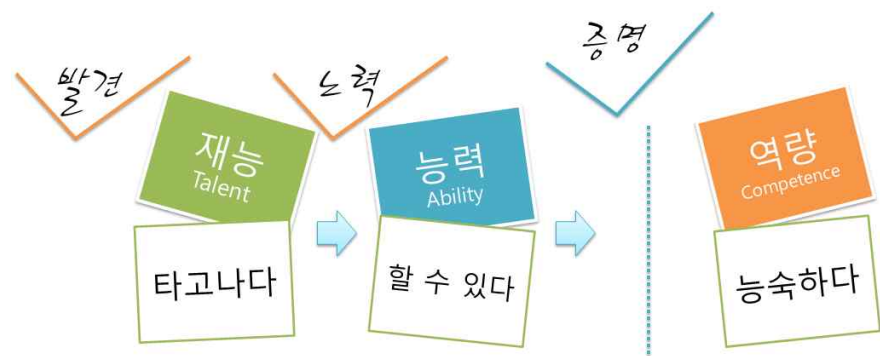 발견
노력
증명
재능
Talent
능력
Ability
역량
Competence
타고나다
할 수 있다
능숙하다